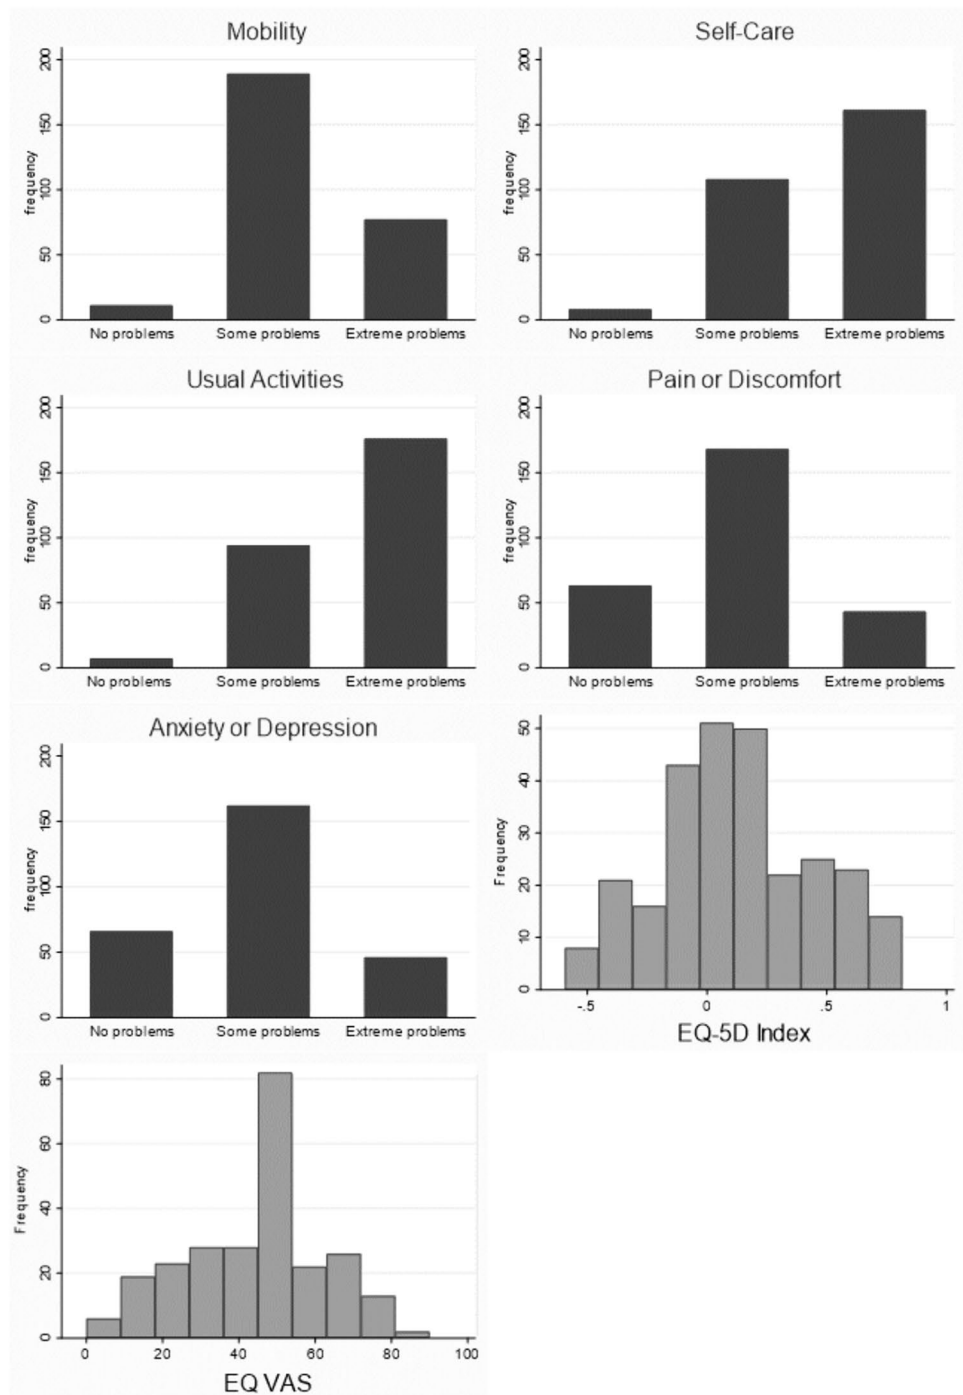 Mobility
frequency
200
150
100
50
0
No problems Some problems Extreme problems
Self-Care
frequency
200
150
100
50
0
No problems Some problems Extreme problems
Usual Activities
frequency
200
150
100
50
0
No problems Some problems Extreme problems
Pain or Discomfort
frequency
200
150
100
50
0
No problems Some problems Extreme problems
Anxiety or Depression
frequency
200
150
100
50
0
No problems Some problems Extreme problems
Frequency
50
40
30
20
10
0
-.5 0 .5 1
EQ-5D Index
Frequency
80
60
40
20
0
0 20 40 60 80 100
EQ VAS